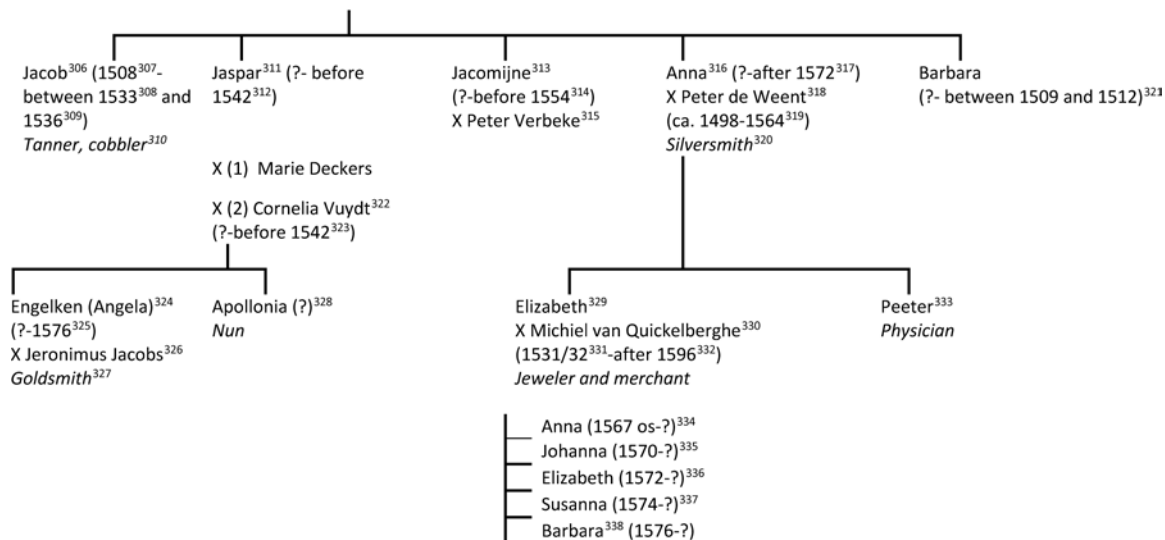 Jacob³⁰⁶ (1508³⁰⁷-
between 1533³⁰⁸ and
1536³⁰⁹)
Tanner, cobbler³¹⁰
Jaspar³¹¹ (?- before
1542³¹²)
X (1) Marie Deckers
X (2) Cornelia Vuydt³²²
(?-before 1542³²³)
Jacomijne³¹³
(?-before 1554³¹⁴)
X Peter Verbeke³¹⁵
Anna³¹⁶ (?-after 1572³¹⁷)
X Peter de Weent³¹⁸
(ca. 1498-1564³¹⁹)
Silversmith³²⁰
Barbara
(?- between 1509 and 1512)³²¹
Engelken (Angela)³²⁴
(?-1576³²⁵)
X Jeronimus Jacobs³²⁶
Goldsmith³²⁷
Apollonia (?)³²⁸
Nun
Elizabeth³²⁹
X Michiel van Quickelberghe³³⁰
(1531/32³³¹-after 1596³³²)
Jeweler and merchant
Peeter³³³
Physician
Anna (1567 os-?)³³⁴
Johanna (1570-?)³³⁵
Elizabeth (1572-?)³³⁶
Susanna (1574-?)³³⁷
Barbara³³⁸ (1576-?)